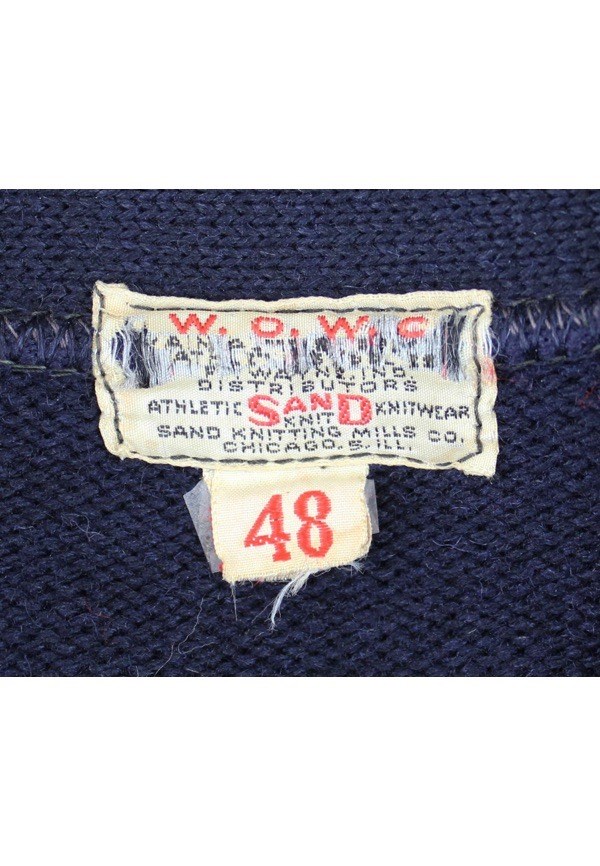 W. O. W. C
DISTRIBUTORS
ATHLETIC SAND KNITWEAR
KNIT
SAND KNITTING MILLS CO.
CHICAGO.S.ILL.
48